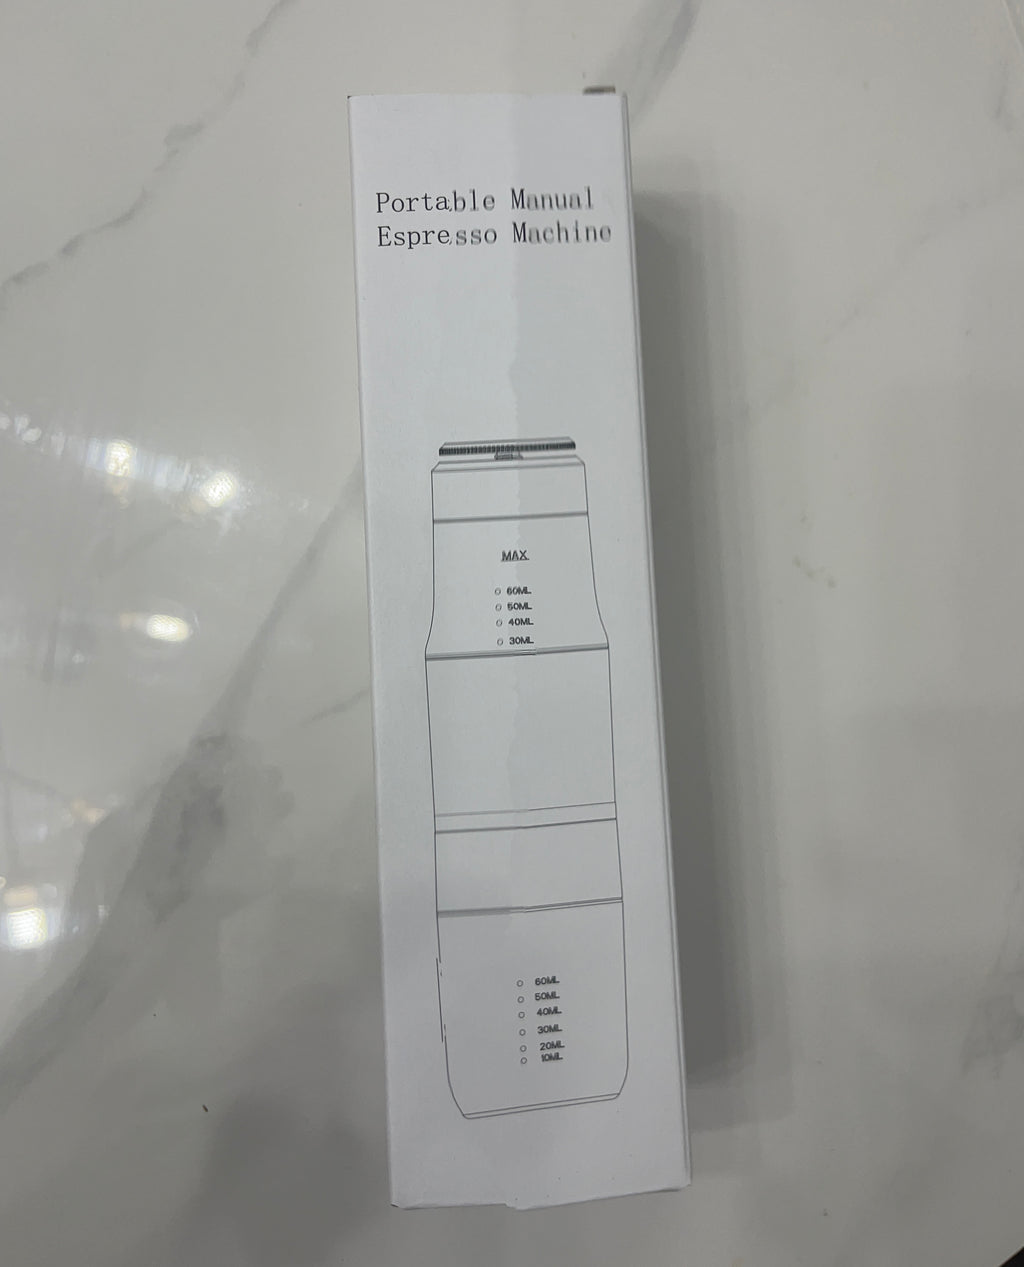 Portable Manual
Espresso Machine
MAX
60ML
50ML
40ML
30ML
60ML
50ML
40ML
30ML
20ML
10ML